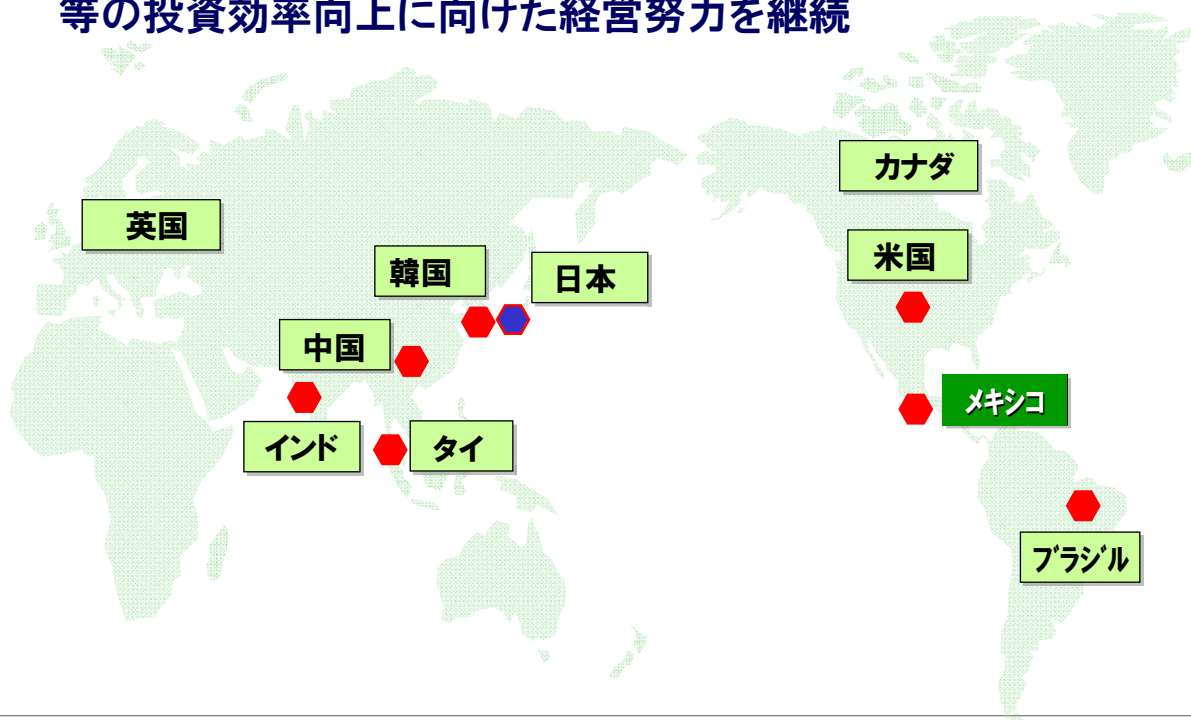 等の投資効率向上に向けた経営努力を継続
カナダ
英国
米国
韓国
日本
中国
メキシコ
インド
タイ
ブラジル